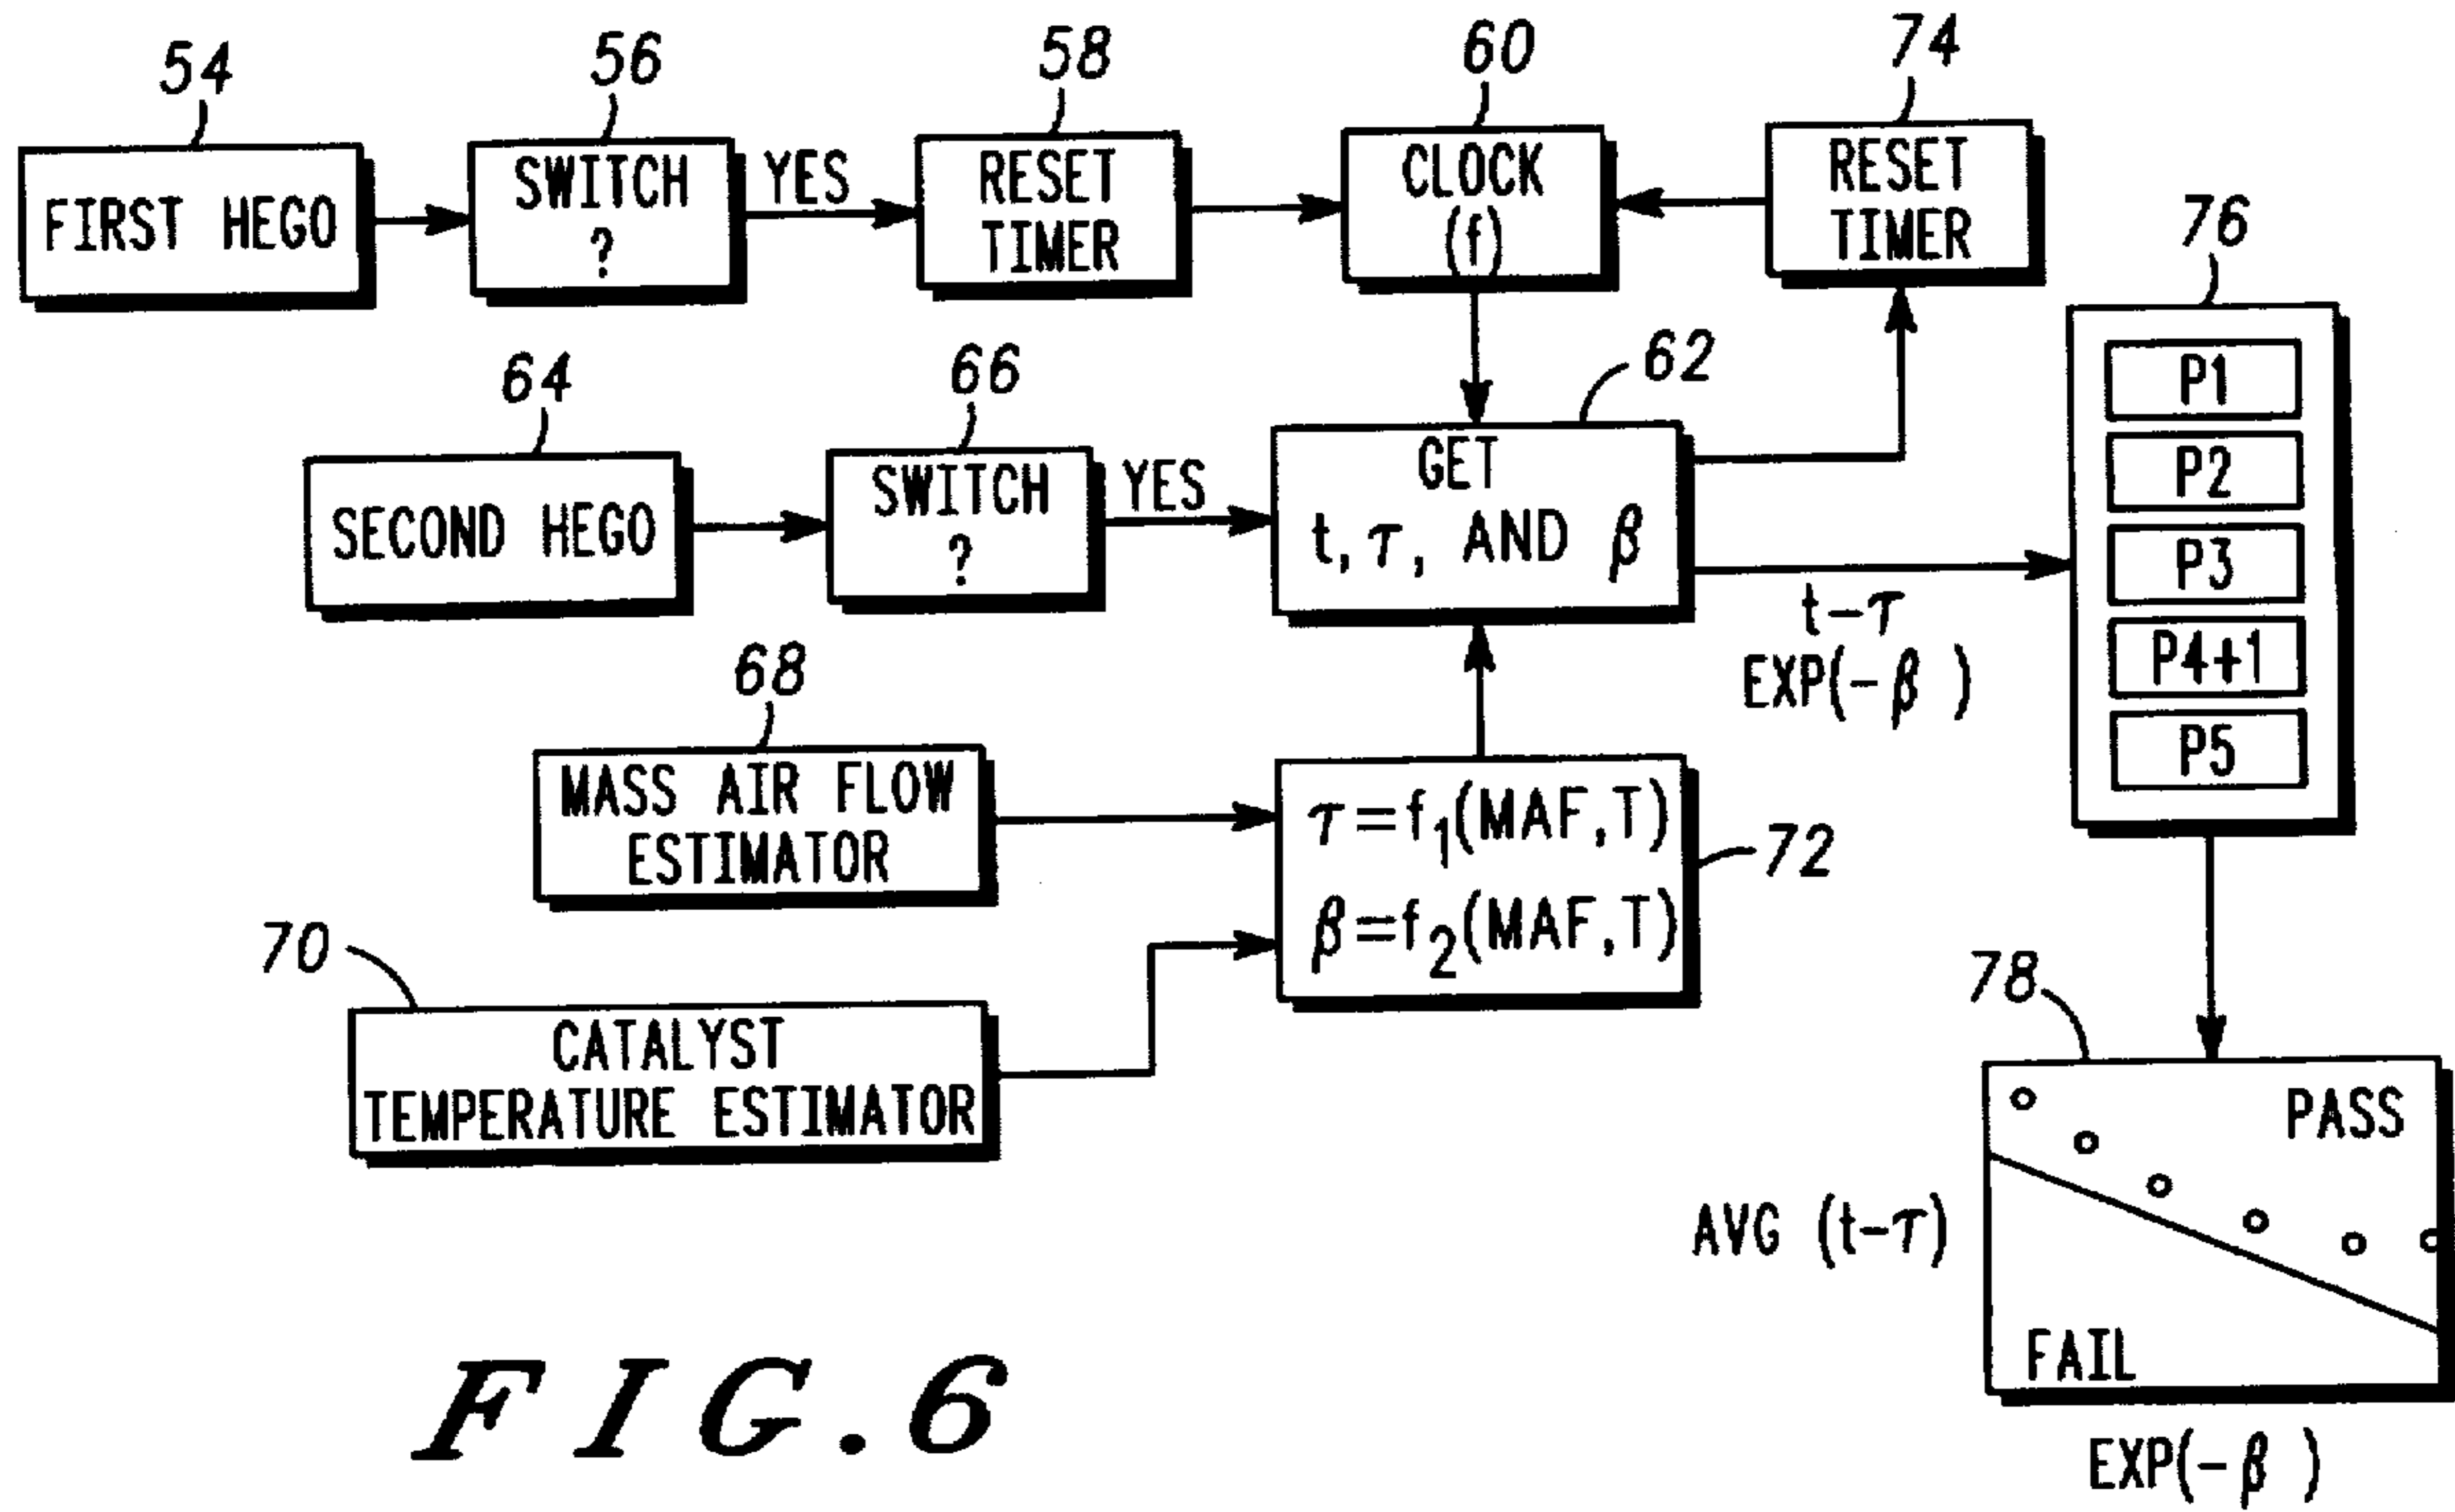 54
56
58
60
74
FIRST HEGO
SWITCH
?
YES
RESET
TIMER
CLOCK
(f)
RESET
TIMER
76
P1
P2
P3
P4+1
P5
64
66
62
SECOND HEGO
SWITCH
?
YES
GET
t, τ, AND β
t-τ
EXP(-β )
68
MASS AIR FLOW
ESTIMATOR
τ=f₁(MAF,T)
β=f₂(MAF,T)
72
70
CATALYST
TEMPERATURE ESTIMATOR
78
PASS
FAIL
AVG (t-τ)
EXP(-β )
FIG.6